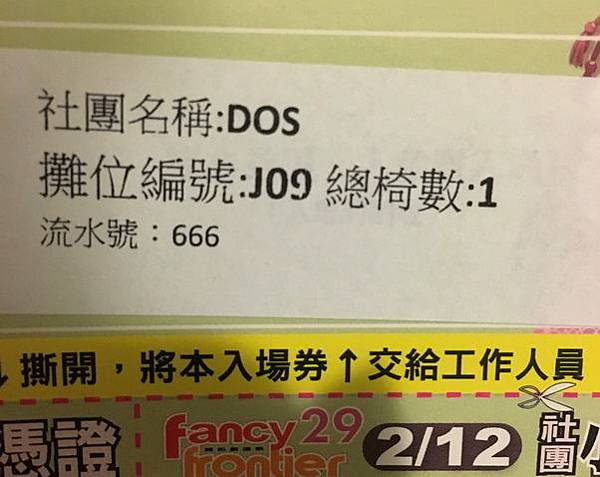 社團名稱:DOS
攤位編號:J09 總椅數:1
流水號：666
撕開，將本入場券↑交給工作人員
憑證
fancy 29
frontier
2/12
社團